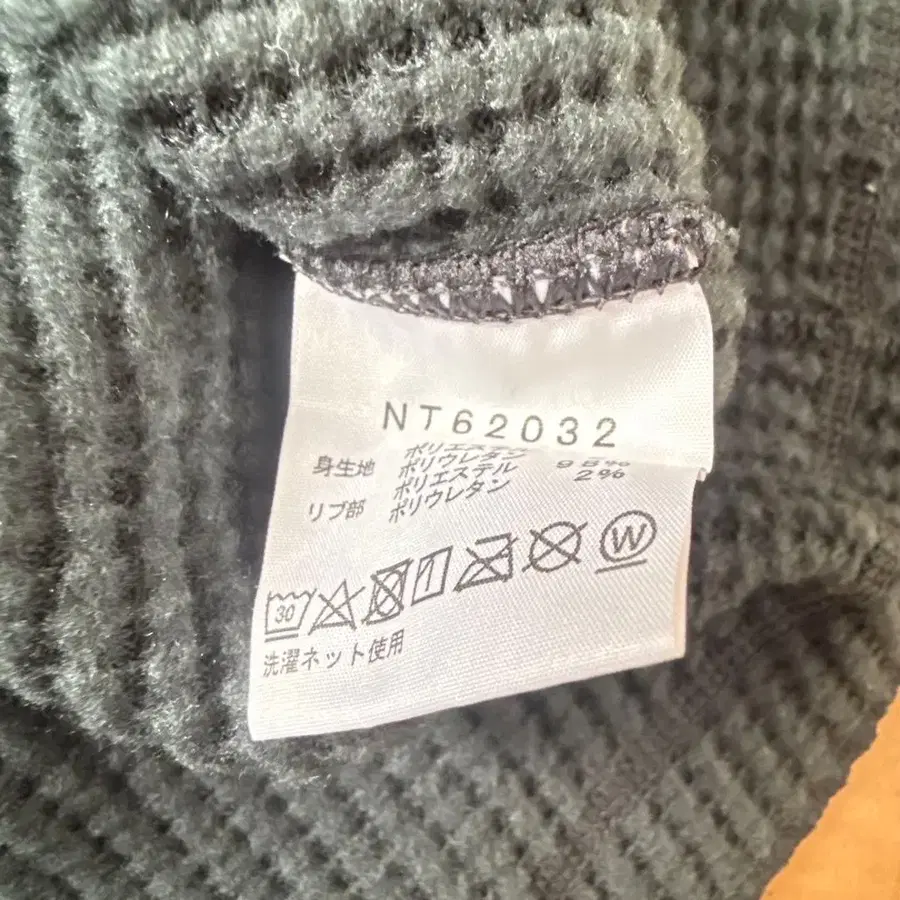 NT62032
身生地 ポリエステル
ポリウレタン 98%
リブ部 ポリエステル 2%
ポリウレタン
30 W
洗濯ネット使用